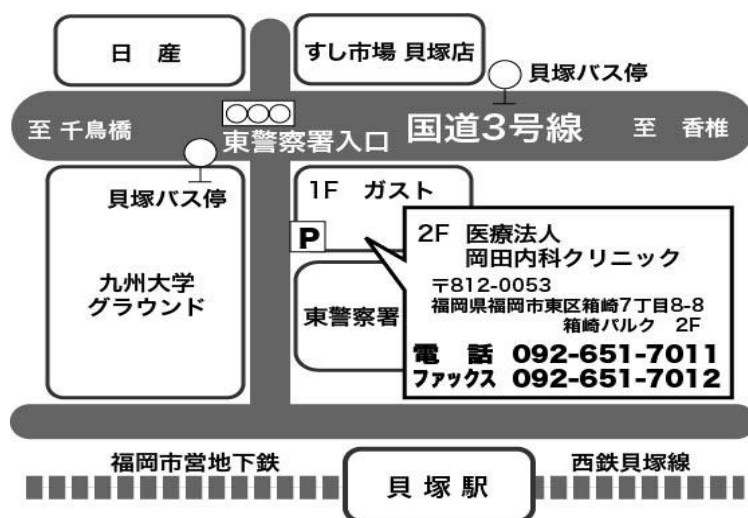 日 産
すし市場 貝塚店
貝塚バス停
至 千鳥橋
東警察署入口
国道3号線
至 香椎
貝塚バス停
1F ガスト
P
2F 医療法人
岡田内科クリニック
〒812-0053
福岡県福岡市東区箱崎7丁目8-8
箱崎パルク 2F
電 話 092-651-7011
ファックス 092-651-7012
九州大学
グラウンド
東警察署
福岡市営地下鉄
西鉄貝塚線
貝塚駅